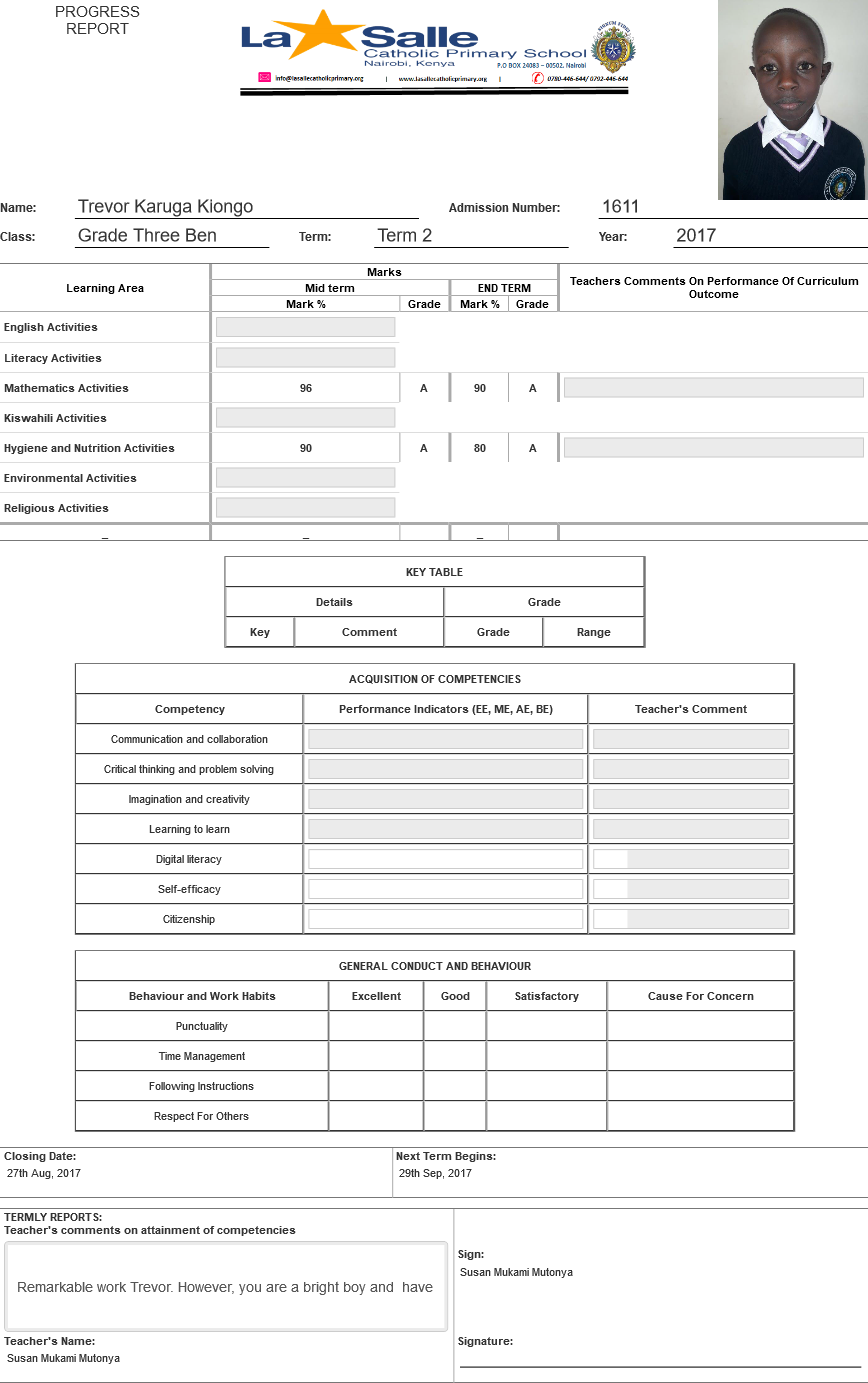 PROGRESS
REPORT
La Salle
Catholic Primary School
Nairobi, Kenya
P.O BOX 24083 – 00502, Nairobi
info@lasallecatholicprimary.org | www.lasallecatholicprimary.org | 0780-446-644/ 0792-446-644
Name: Trevor Karuga Kiongo Admission Number: 1611
Class: Grade Three Ben Term: Term 2 Year: 2017
Learning Area Marks Teachers Comments On Performance Of Curriculum Outcome
Mid term END TERM
Mark % Grade Mark % Grade
English Activities
Literacy Activities
Mathematics Activities 96 A 90 A
Kiswahili Activities
Hygiene and Nutrition Activities 90 A 80 A
Environmental Activities
Religious Activities
– – –
KEY TABLE
Details Grade
Key Comment Grade Range
ACQUISITION OF COMPETENCIES
Competency Performance Indicators (EE, ME, AE, BE) Teacher's Comment
Communication and collaboration
Critical thinking and problem solving
Imagination and creativity
Learning to learn
Digital literacy
Self-efficacy
Citizenship
GENERAL CONDUCT AND BEHAVIOUR
Behaviour and Work Habits Excellent Good Satisfactory Cause For Concern
Punctuality
Time Management
Following Instructions
Respect For Others
Closing Date: Next Term Begins:
27th Aug, 2017 29th Sep, 2017
TERMLY REPORTS:
Teacher's comments on attainment of competencies
Remarkable work Trevor. However, you are a bright boy and have
Sign:
Susan Mukami Mutonya
Teacher's Name: Signature:
Susan Mukami Mutonya